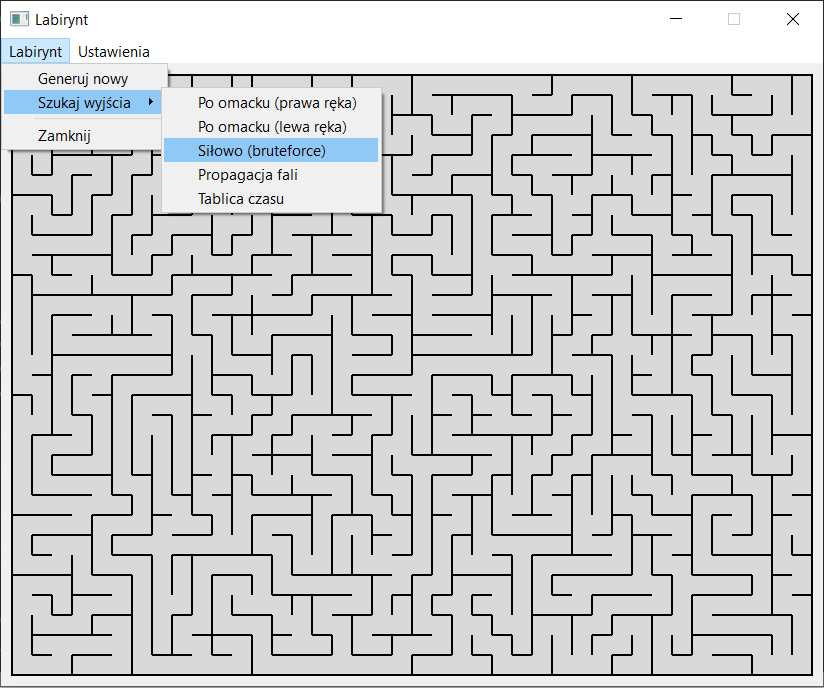 Labirynt
Labirynt Ustawienia
Generuj nowy
Szukaj wyjścia
Zamknij
Po omacku (prawa ręka)
Po omacku (lewa ręka)
Siłowo (bruteforce)
Propagacja fali
Tablica czasu